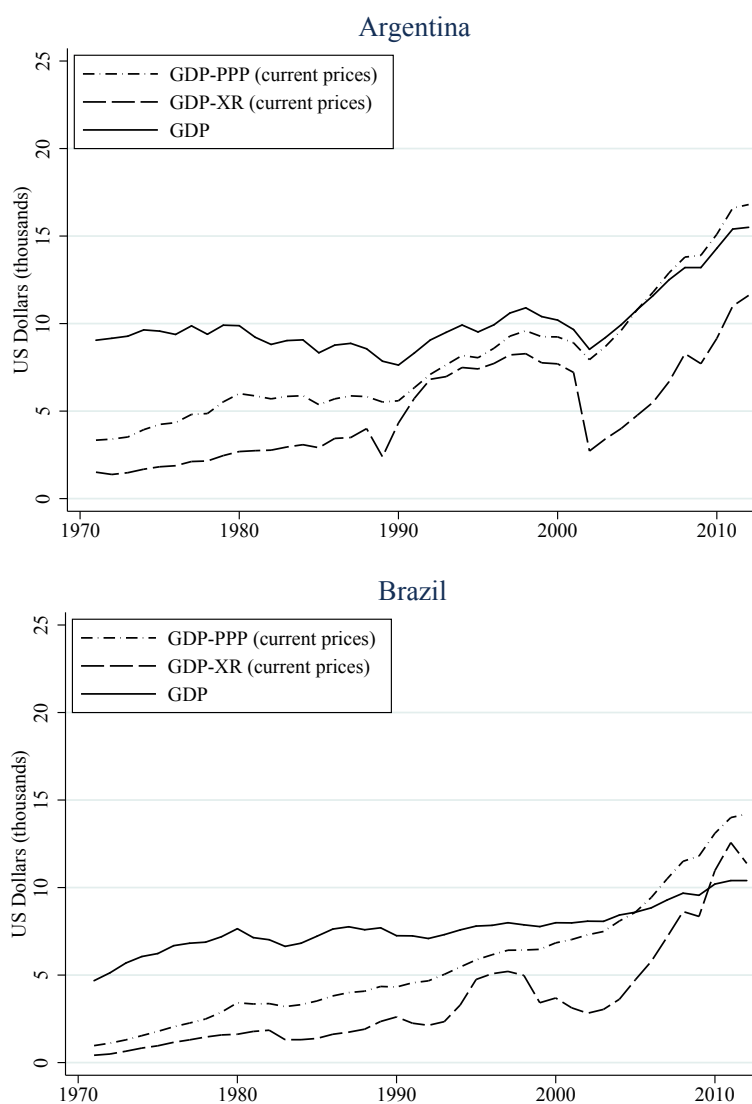 Argentina
25
20
15
10
5
0
US Dollars (thousands)
GDP-PPP (current prices)
GDP-XR (current prices)
GDP
1970 1980 1990 2000 2010
Brazil
25
20
15
10
5
0
US Dollars (thousands)
GDP-PPP (current prices)
GDP-XR (current prices)
GDP
1970 1980 1990 2000 2010